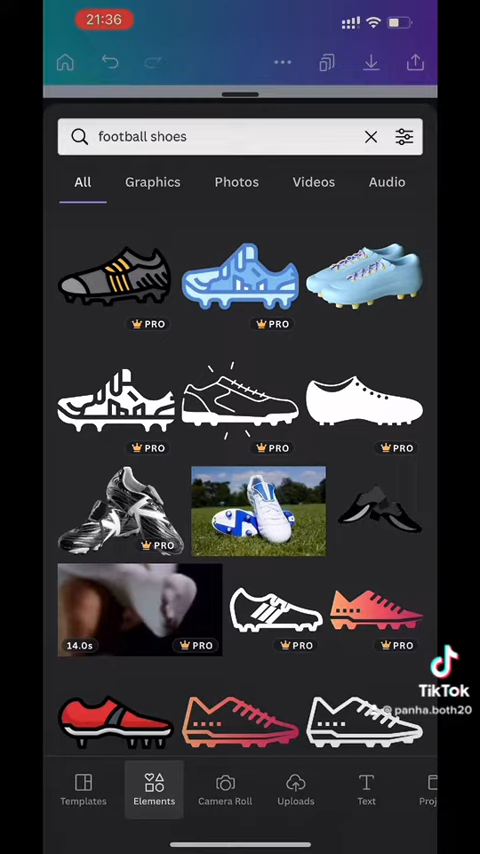 21:36
football shoes
All Graphics Photos Videos Audio
PRO PRO
PRO PRO PRO
PRO
14.0s PRO PRO PRO
TikTok
@panha.both20
Templates Elements Camera Roll Uploads Text Proj